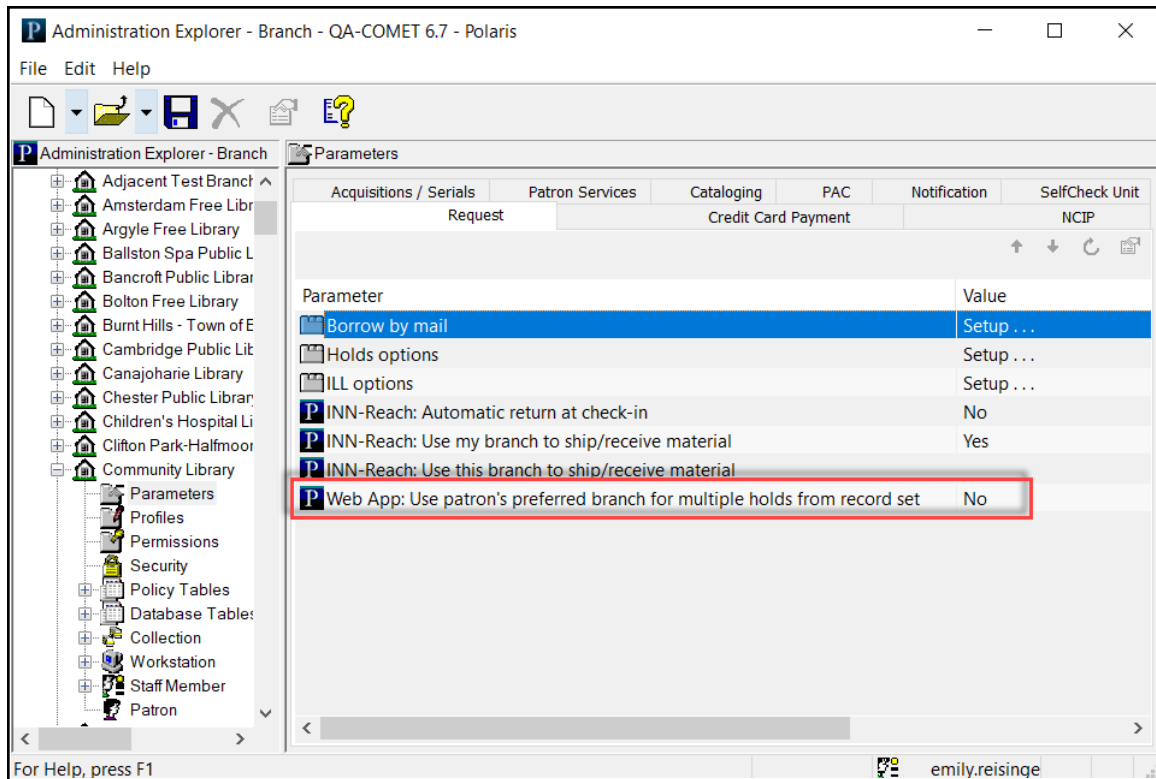 Administration Explorer - Branch - QA-COMET 6.7 - Polaris
File Edit Help
Administration Explorer - Branch
Parameters
Adjacent Test Branch
Amsterdam Free Libr
Argyle Free Library
Ballston Spa Public L
Bancroft Public Librar
Bolton Free Library
Burnt Hills - Town of E
Cambridge Public Lib
Canajoharie Library
Chester Public Library
Children's Hospital Li
Clifton Park-Halfmoor
Community Library
Parameters
Profiles
Permissions
Security
Policy Tables
Database Tables
Collection
Workstation
Staff Member
Patron
Acquisitions / Serials Patron Services Cataloging PAC Notification SelfCheck Unit
Request Credit Card Payment NCIP
Parameter Value
Borrow by mail Setup . . .
Holds options Setup . . .
ILL options Setup . . .
INN-Reach: Automatic return at check-in No
INN-Reach: Use my branch to ship/receive material Yes
INN-Reach: Use this branch to ship/receive material
Web App: Use patron's preferred branch for multiple holds from record set No
For Help, press F1 emily.reisinge